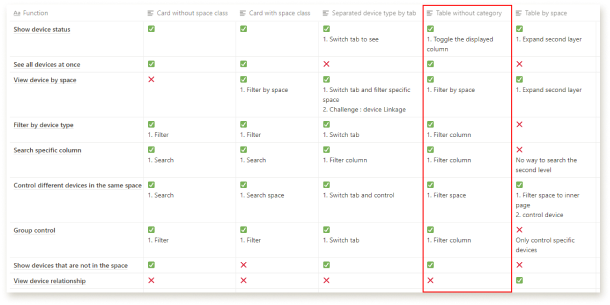 Aa Function Card without space class Card with space class Separated device type by tab Table without category Table by space
Show device status
1. Switch tab to see 1. Toggle the displayed 1. Expand second layer
column
See all devices at once
View device by space
1. Filter by space 1. Switch tab and filter specific 1. Filter by space 1. Expand second layer
space
2. Challenge : device Linkage
Filter by device type
1. Filter 1. Filter 1. Switch tab 1. Filter column
Search specific column
1. Search 1. Search 1. Filter column 1. Filter column No way to search the
second level
Control different devices in the same space
1. Search 1. Search space 1. Switch tab and control 1. Filter space 1. Filter space to inner
page
2. control device
Group control
1. Filter 1. Filter 1. Switch tab 1. Filter column Only control specific
devices
Show devices that are not in the space
View device relationship